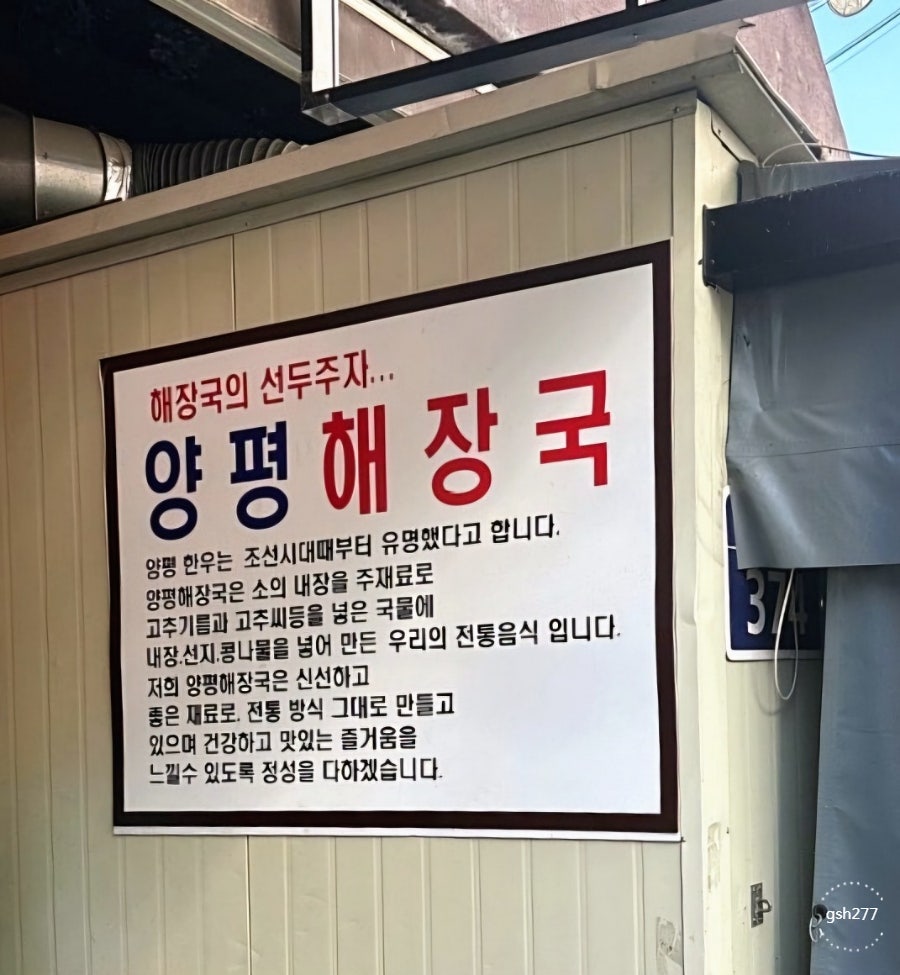 해장국의 선두주자...
양평해장국
양평 한우는 조선시대때부터 유명했다고 합니다.
양평해장국은 소의 내장을 주재료로
고추기름과 고추씨등을 넣은 국물에
내장.선지.콩나물을 넣어 만든 우리의 전통음식 입니다.
저희 양평해장국은 신선하고
좋은 재료로, 전통 방식 그대로 만들고
있으며 건강하고 맛있는 즐거움을
느낄수 있도록 정성을 다하겠습니다.
374
gsh277